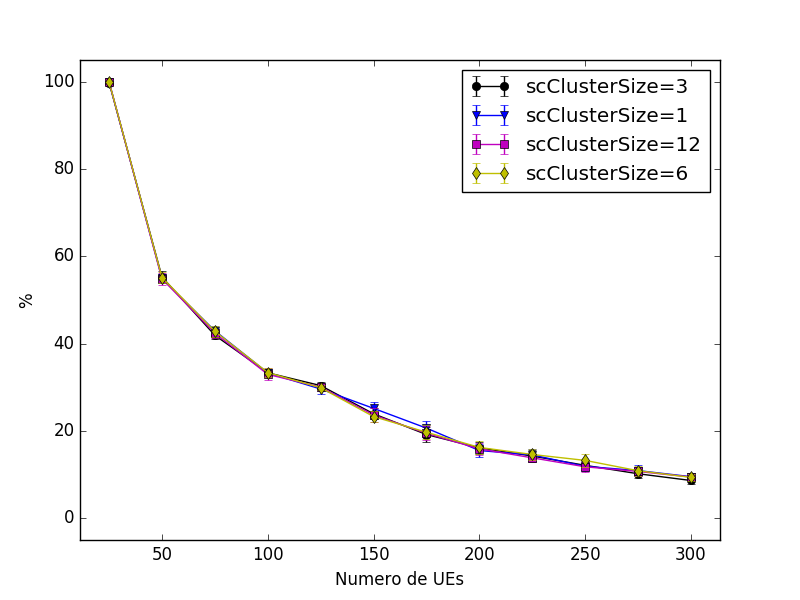 100
80
60
40
20
0
%
50 100 150 200 250 300
Numero de UEs
scClusterSize=3
scClusterSize=1
scClusterSize=12
scClusterSize=6